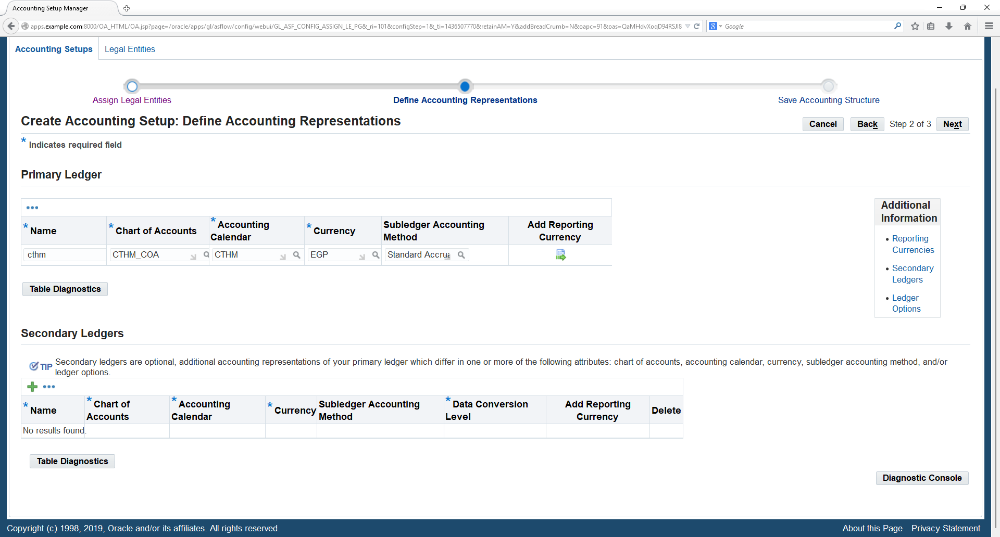 Accounting Setup Manager
apps.example.com:8000/OA_HTML/OA.jsp?page=/oracle/apps/gl/asflow/config/webui/GL_ASF_CONFIG_ASSIGN_LE_PG&_ri=101&configStep=1&_ti=1436507770&retainAM=Y&addBreadCrumb=N&oapc=91&oas=QaMHdvXoqD94RSJI8
8 Google
Accounting Setups Legal Entities
Assign Legal Entities Define Accounting Representations Save Accounting Structure
Create Accounting Setup: Define Accounting Representations
Cancel Back Step 2 of 3 Next
* Indicates required field
Primary Ledger
* Name * Chart of Accounts * Accounting Calendar * Currency Subledger Accounting Method Add Reporting Currency
cthm CTHM_COA CTHM EGP Standard Accrua
Table Diagnostics
Additional
Information
• Reporting
Currencies
• Secondary
Ledgers
• Ledger
Options
Secondary Ledgers
TIP Secondary ledgers are optional, additional accounting representations of your primary ledger which differ in one or more of the following attributes: chart of accounts, accounting calendar, currency, subledger accounting method, and/or
ledger options.
* Name * Chart of Accounts * Accounting Calendar * Currency Subledger Accounting Method * Data Conversion Level Add Reporting Currency Delete
No results found.
Table Diagnostics
Diagnostic Console
Copyright (c) 1998, 2019, Oracle and/or its affiliates. All rights reserved.
About this Page Privacy Statement